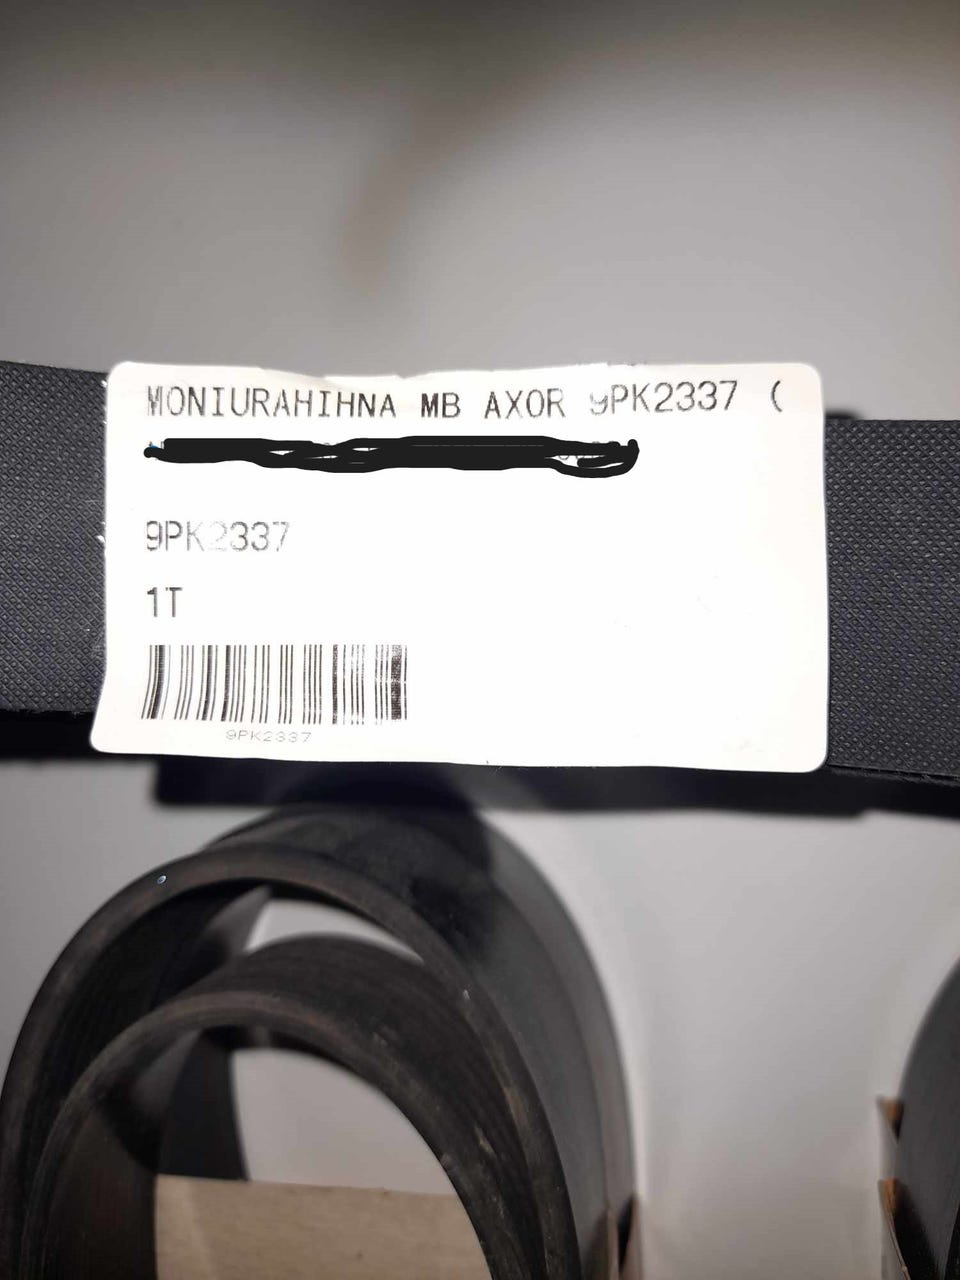 MONIURAHIHNA MB AXOR 9PK2337 (
9PK2337
1T
9PK2337